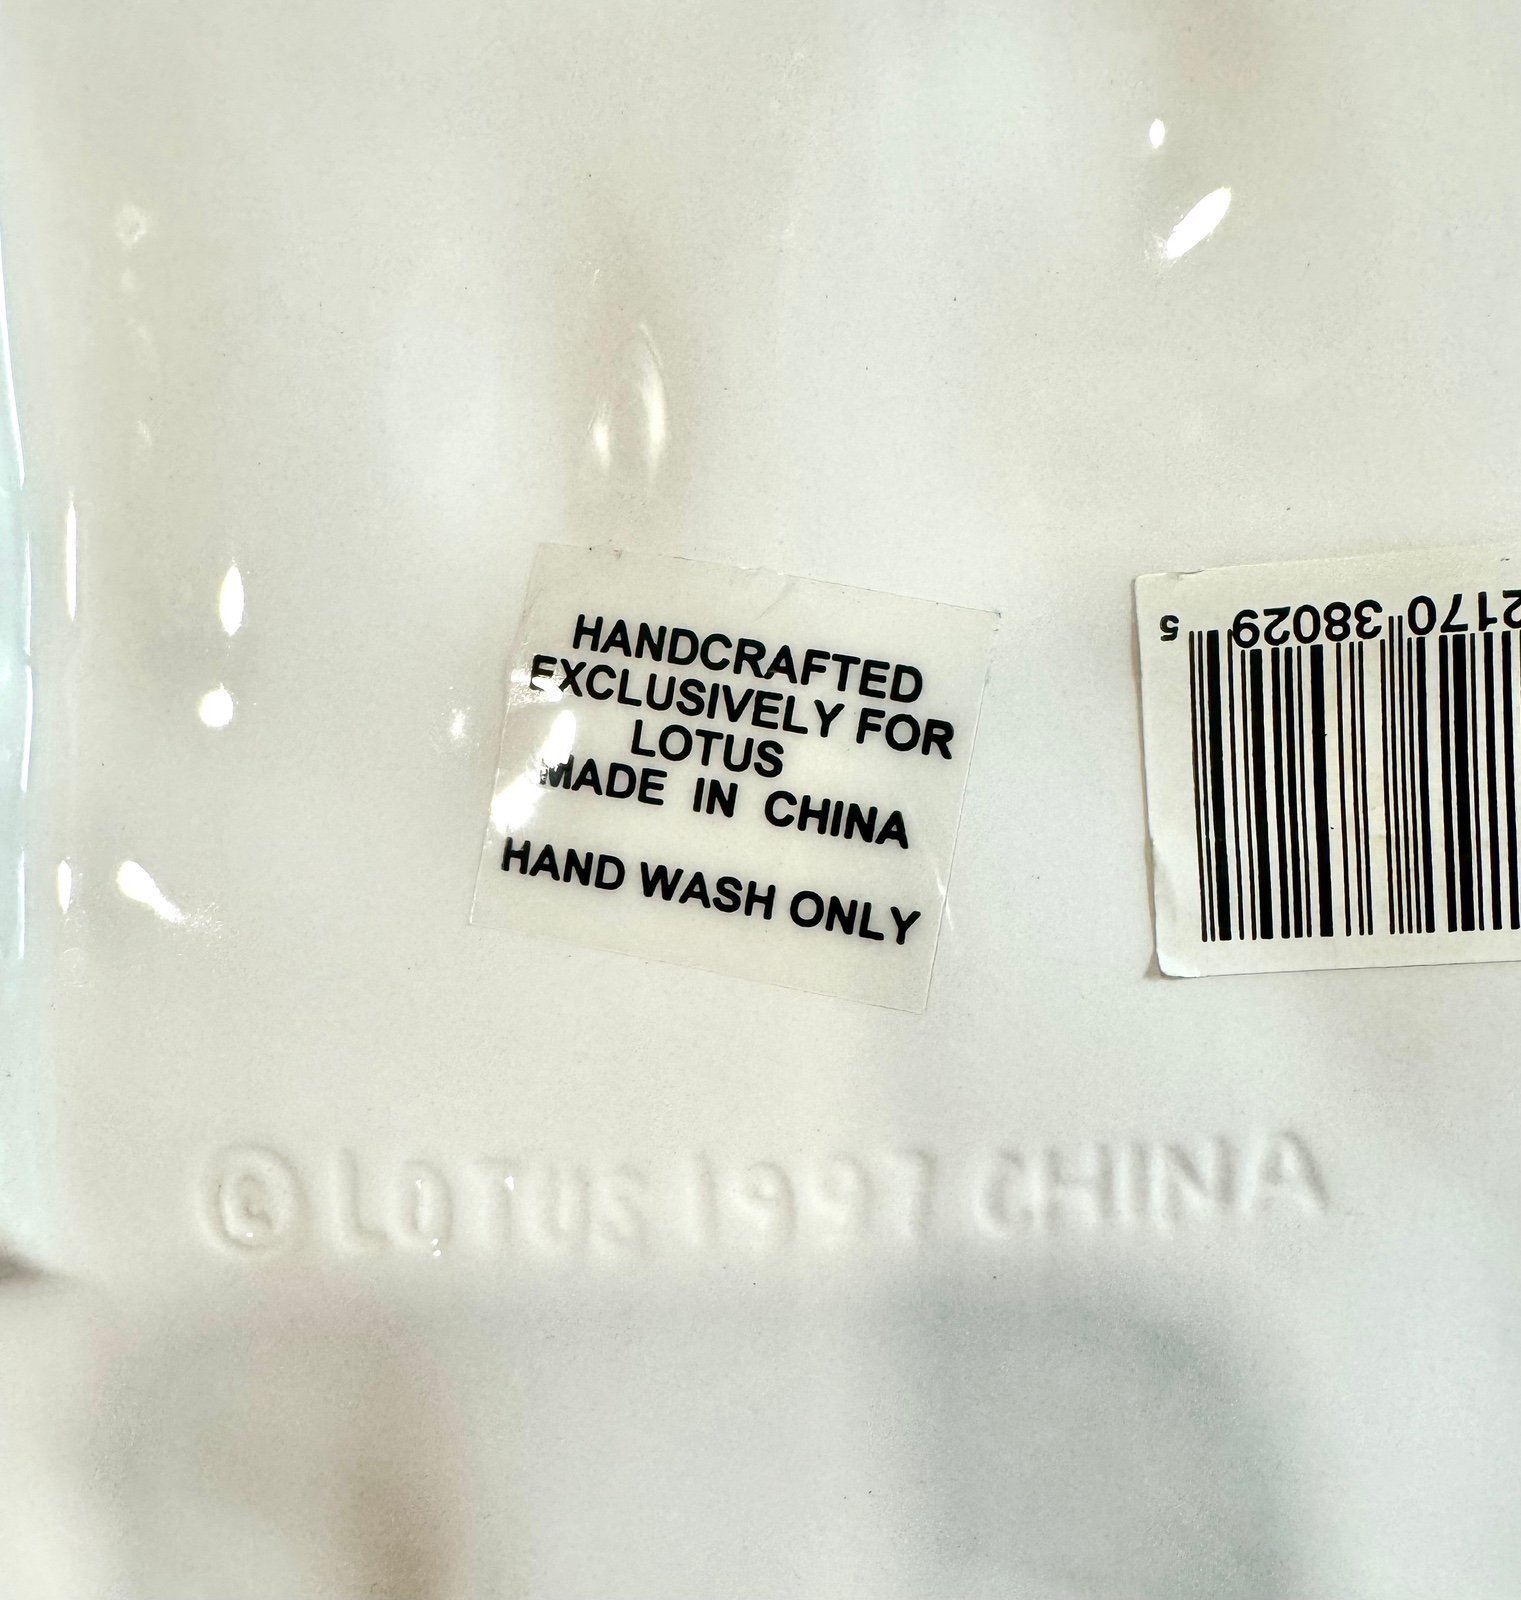 HANDCRAFTED
EXCLUSIVELY FOR
LOTUS
MADE IN CHINA
HAND WASH ONLY
2170 38029 5
© LOTUS 1997 CHINA